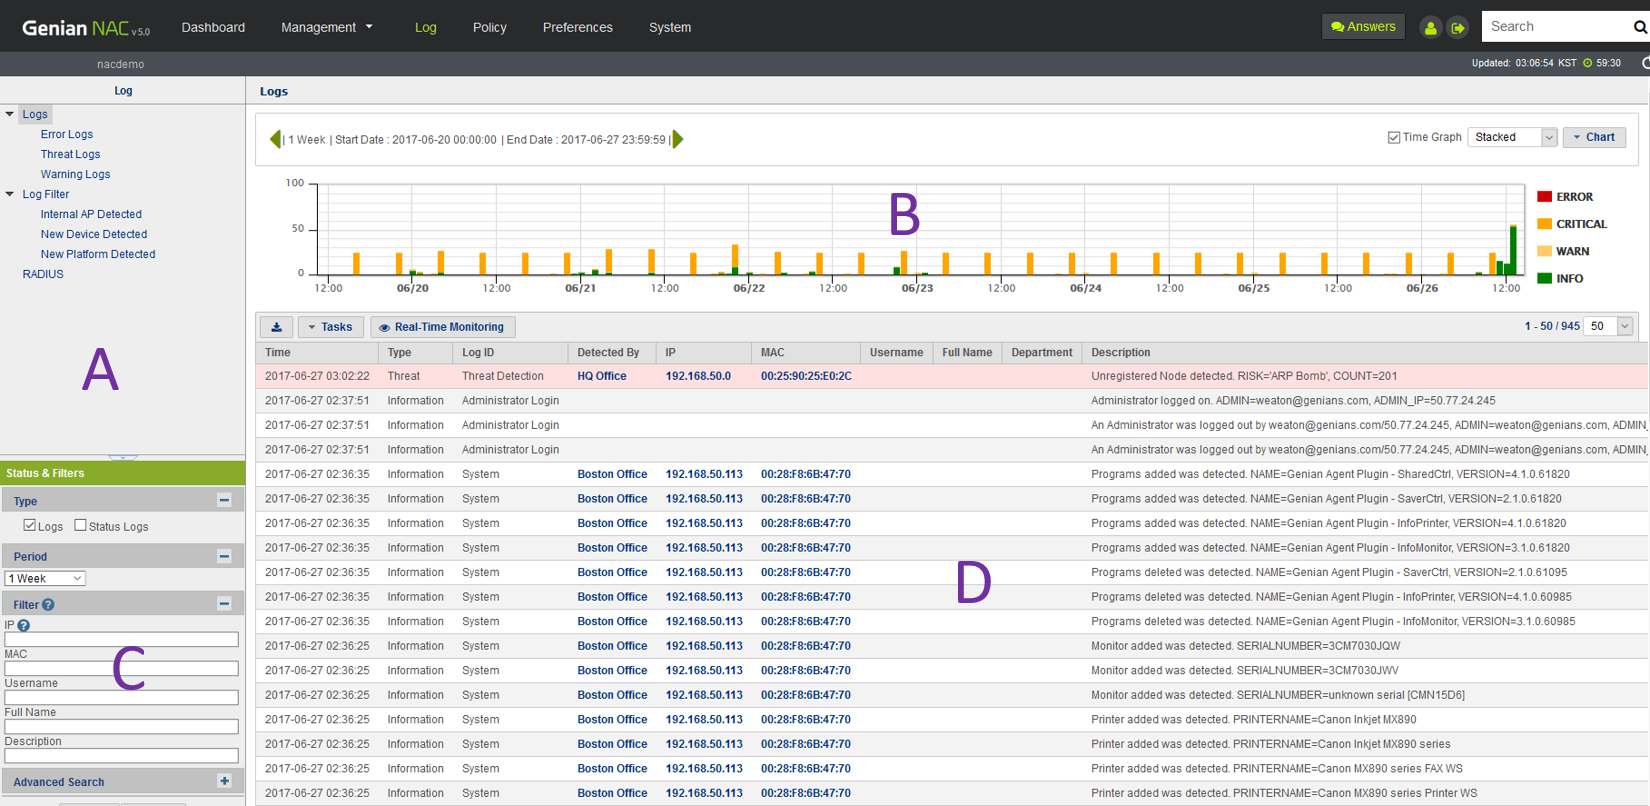 Genian NAC v 5.0 Dashboard Management Log Policy Preferences System Answers Search
nacdemo Updated: 03:06:54 KST 59:30
Log
Logs
Error Logs
Threat Logs
Warning Logs
Log Filter
Internal AP Detected
New Device Detected
New Platform Detected
RADIUS
A
Status & Filters
Type
Logs Status Logs
Period
1 Week
Filter ?
IP ?
MAC
C
Username
Full Name
Description
Advanced Search
Logs
| 1 Week | Start Date : 2017-06-20 00:00:00 | End Date : 2017-06-27 23:59:59 |
Time Graph Stacked Chart
100
50
0
B
12:00 06/20 12:00 06/21 12:00 06/22 12:00 06/23 12:00 06/24 12:00 06/25 12:00 06/26 12:00
ERROR
CRITICAL
WARN
INFO
Tasks Real-Time Monitoring 1 - 50 / 945 50
Time Type Log ID Detected By IP MAC Username Full Name Department Description
2017-06-27 03:02:22 Threat Threat Detection HQ Office 192.168.50.0 00:25:90:25:E0:2C Unregistered Node detected. RISK='ARP Bomb', COUNT=201
2017-06-27 02:37:51 Information Administrator Login Administrator logged on. ADMIN=weaton@genians.com, ADMIN_IP=50.77.24.245
2017-06-27 02:37:51 Information Administrator Login An Administrator was logged out by weaton@genians.com/50.77.24.245, ADMIN=weaton@genians.com, ADMIN_
2017-06-27 02:37:51 Information Administrator Login An Administrator was logged out by weaton@genians.com/50.77.24.245, ADMIN=weaton@genians.com, ADMIN_
2017-06-27 02:36:35 Information System Boston Office 192.168.50.113 00:28:F8:6B:47:70 Programs added was detected. NAME=Genian Agent Plugin - SharedCtrl, VERSION=4.1.0.61820
2017-06-27 02:36:35 Information System Boston Office 192.168.50.113 00:28:F8:6B:47:70 Programs added was detected. NAME=Genian Agent Plugin - SaverCtrl, VERSION=2.1.0.61820
2017-06-27 02:36:35 Information System Boston Office 192.168.50.113 00:28:F8:6B:47:70 Programs added was detected. NAME=Genian Agent Plugin - InfoPrinter, VERSION=4.1.0.61820
2017-06-27 02:36:35 Information System Boston Office 192.168.50.113 00:28:F8:6B:47:70 Programs added was detected. NAME=Genian Agent Plugin - InfoMonitor, VERSION=3.1.0.61820
2017-06-27 02:36:35 Information System Boston Office 192.168.50.113 00:28:F8:6B:47:70 Programs deleted was detected. NAME=Genian Agent Plugin - SaverCtrl, VERSION=2.1.0.61095
D
2017-06-27 02:36:35 Information System Boston Office 192.168.50.113 00:28:F8:6B:47:70 Programs deleted was detected. NAME=Genian Agent Plugin - InfoPrinter, VERSION=4.1.0.60985
2017-06-27 02:36:35 Information System Boston Office 192.168.50.113 00:28:F8:6B:47:70 Programs deleted was detected. NAME=Genian Agent Plugin - InfoMonitor, VERSION=3.1.0.60985
2017-06-27 02:36:25 Information System Boston Office 192.168.50.113 00:28:F8:6B:47:70 Monitor added was detected. SERIALNUMBER=3CM7030JQW
2017-06-27 02:36:25 Information System Boston Office 192.168.50.113 00:28:F8:6B:47:70 Monitor added was detected. SERIALNUMBER=3CM7030JWV
2017-06-27 02:36:25 Information System Boston Office 192.168.50.113 00:28:F8:6B:47:70 Monitor added was detected. SERIALNUMBER=unknown serial [CMN15D6]
2017-06-27 02:36:25 Information System Boston Office 192.168.50.113 00:28:F8:6B:47:70 Printer added was detected. PRINTERNAME=Canon Inkjet MX890
2017-06-27 02:36:25 Information System Boston Office 192.168.50.113 00:28:F8:6B:47:70 Printer added was detected. PRINTERNAME=Canon Inkjet MX890 series
2017-06-27 02:36:25 Information System Boston Office 192.168.50.113 00:28:F8:6B:47:70 Printer added was detected. PRINTERNAME=Canon MX890 series FAX WS
2017-06-27 02:36:25 Information System Boston Office 192.168.50.113 00:28:F8:6B:47:70 Printer added was detected. PRINTERNAME=Canon MX890 series Printer WS